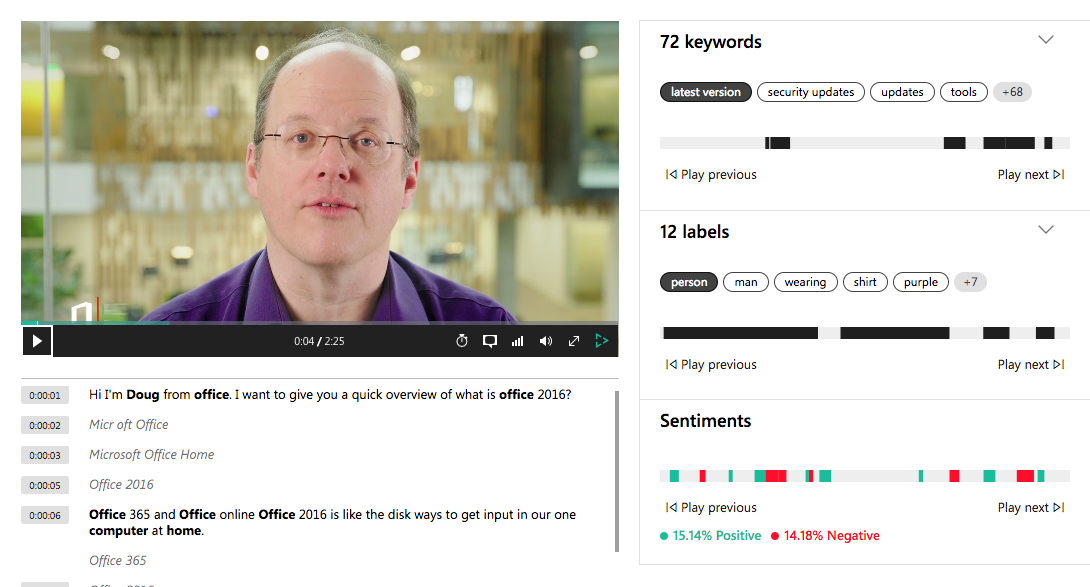 0:04 / 2:25
0:00:01 Hi I'm Doug from office. I want to give you a quick overview of what is office 2016?
0:00:02 Micr oft Office
0:00:03 Microsoft Office Home
0:00:05 Office 2016
0:00:06 Office 365 and Office online Office 2016 is like the disk ways to get input in our one
computer at home.
Office 365
Office 2016
72 keywords
latest version security updates updates tools +68
Play previous Play next
12 labels
person man wearing shirt purple +7
Play previous Play next
Sentiments
Play previous Play next
15.14% Positive 14.18% Negative